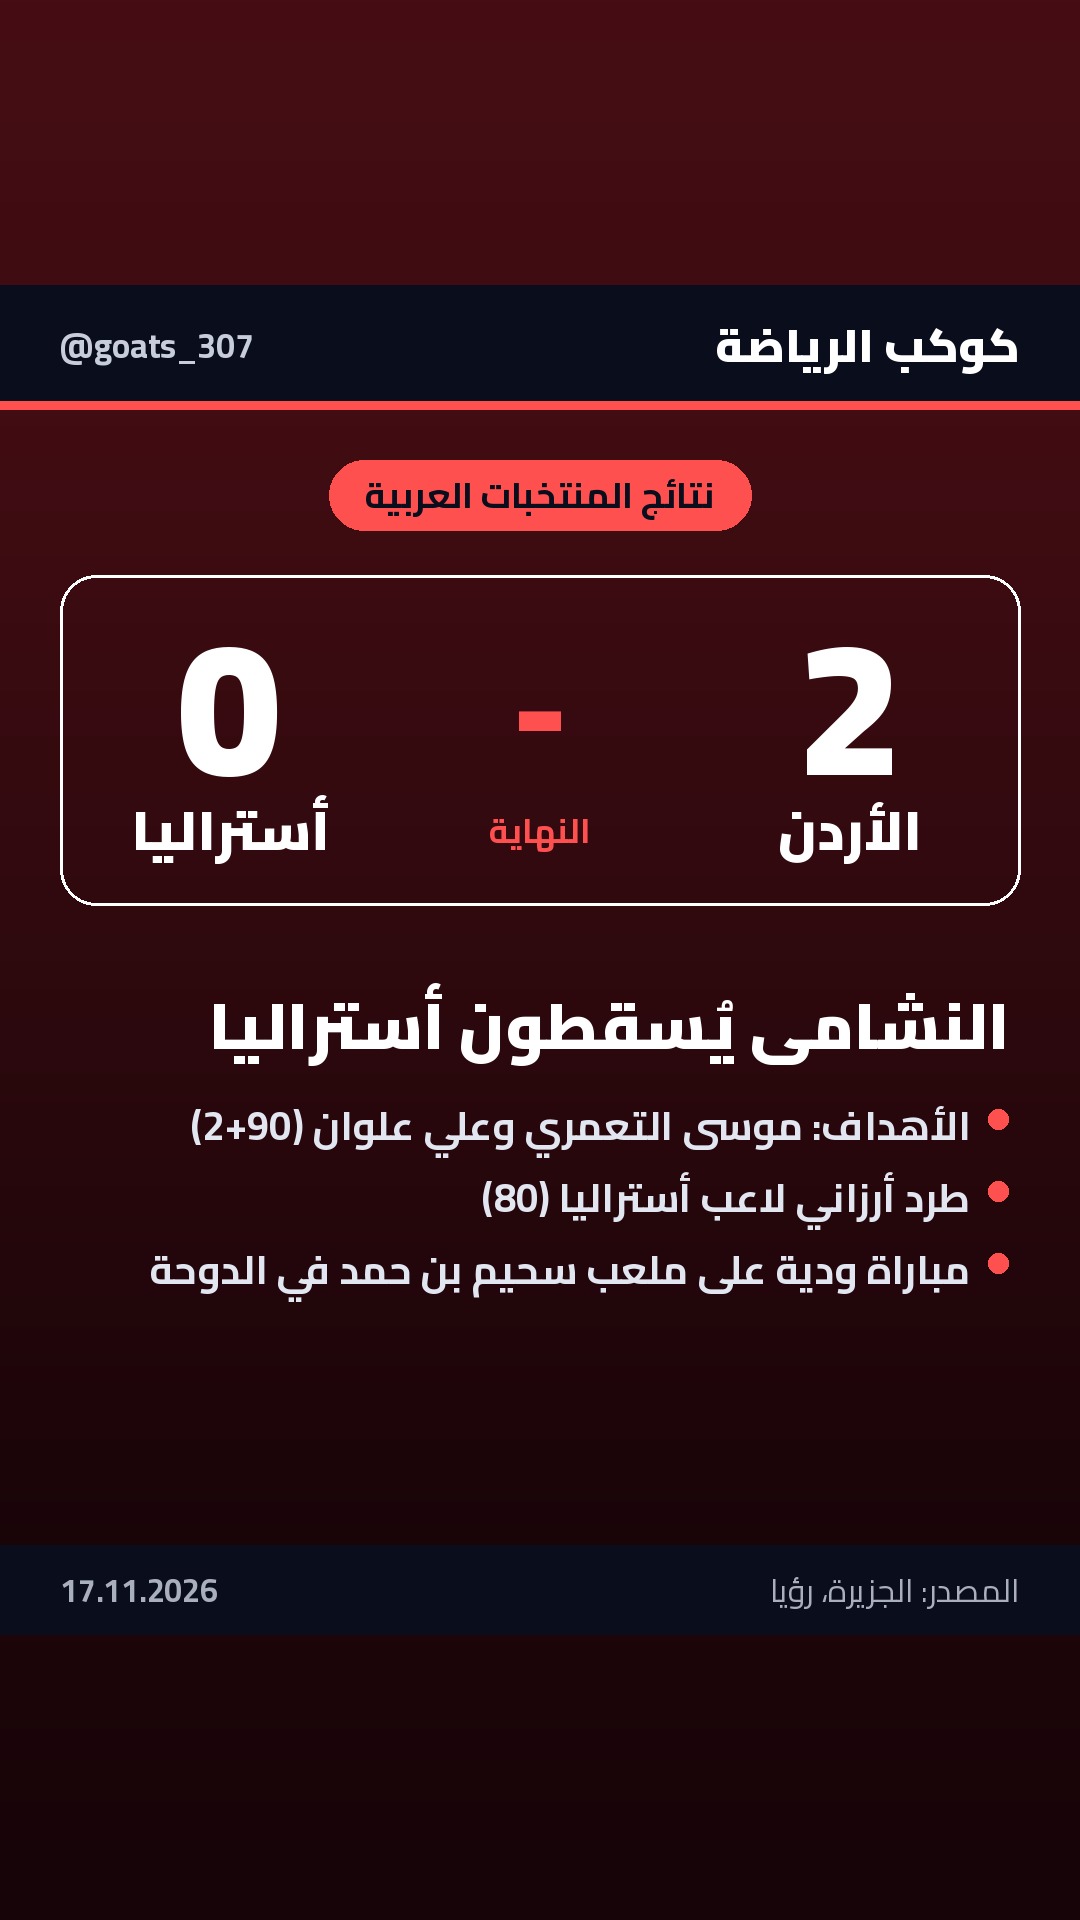 كوكب الرياضة
@goats_307
نتائج المنتخبات العربية
2 - 0
الأردن النهاية أستراليا
النشامى يُسقطون أستراليا
الأهداف: موسى التعمري وعلي علوان (90+2)
طرد أرزاني لاعب أستراليا (80)
مباراة ودية على ملعب سحيم بن حمد في الدوحة
المصدر: الجزيرة، رؤيا
17.11.2026